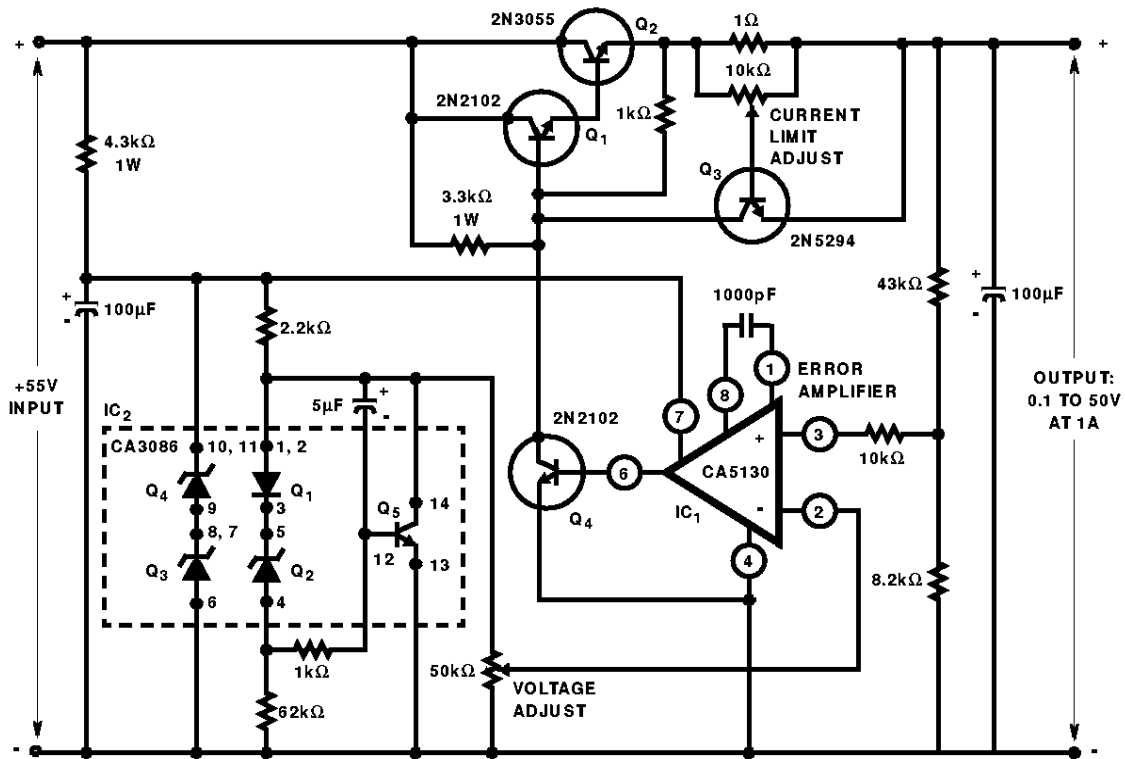 2N3055
Q2
1Ω
+
+
10kΩ
2N2102
Q1
1kΩ
CURRENT
LIMIT
ADJUST
4.3kΩ
1W
Q3
3.3kΩ
1W
2N5294
+
-
100μF
2.2kΩ
1000pF
43kΩ
+
-
100μF
+55V
INPUT
5μF
+
-
1
8
ERROR
AMPLIFIER
OUTPUT:
0.1 TO 50V
AT 1A
IC2
2N2102
7
CA3086
10, 11
1, 2
+
3
10kΩ
Q4
Q1
6
CA5130
9
3
Q5
14
Q4
IC1
-
2
8, 7
5
12
13
4
Q3
Q2
8.2kΩ
6
4
1kΩ
50kΩ
VOLTAGE
ADJUST
62kΩ
-
-